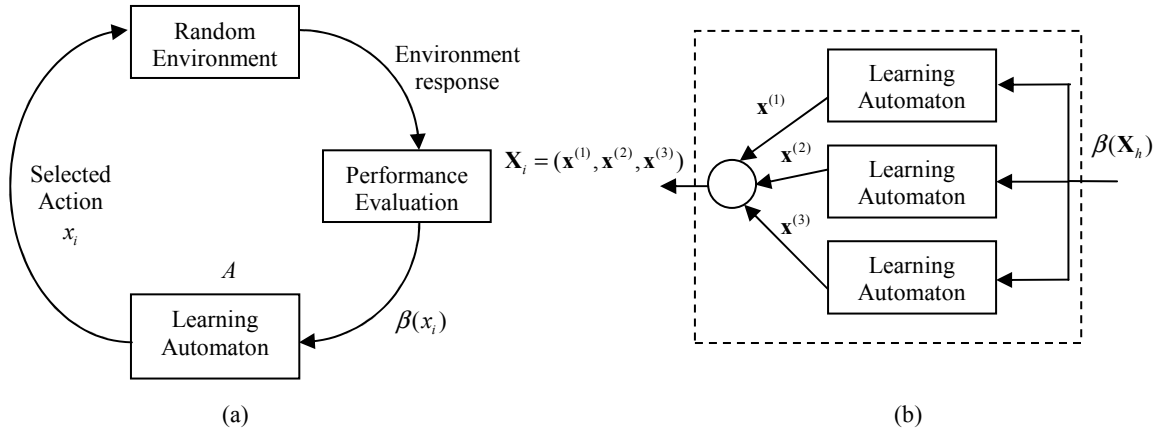 Random
Environment
Environment
response
Selected
Action
x_i
Performance
Evaluation
A
Learning
Automaton
β(x_i)
(a)
Learning
Automaton
x^(1)
X_i = (x^(1), x^(2), x^(3))
x^(2)
Learning
Automaton
β(X_h)
x^(3)
Learning
Automaton
(b)